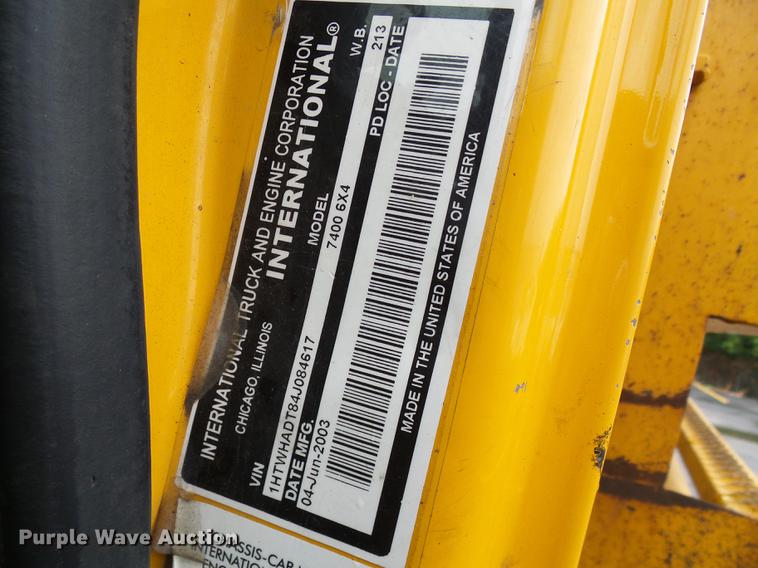 INTERNATIONAL TRUCK AND ENGINE CORPORATION
CHICAGO, ILLINOIS
INTERNATIONAL®
VIN
MODEL
W.B.
1HTWHADT84J084617
7400 6X4
213
DATE MFG.
PD LOC - DATE
04-Jun-2003
MADE IN THE UNITED STATES OF AMERICA
Purple Wave Auction